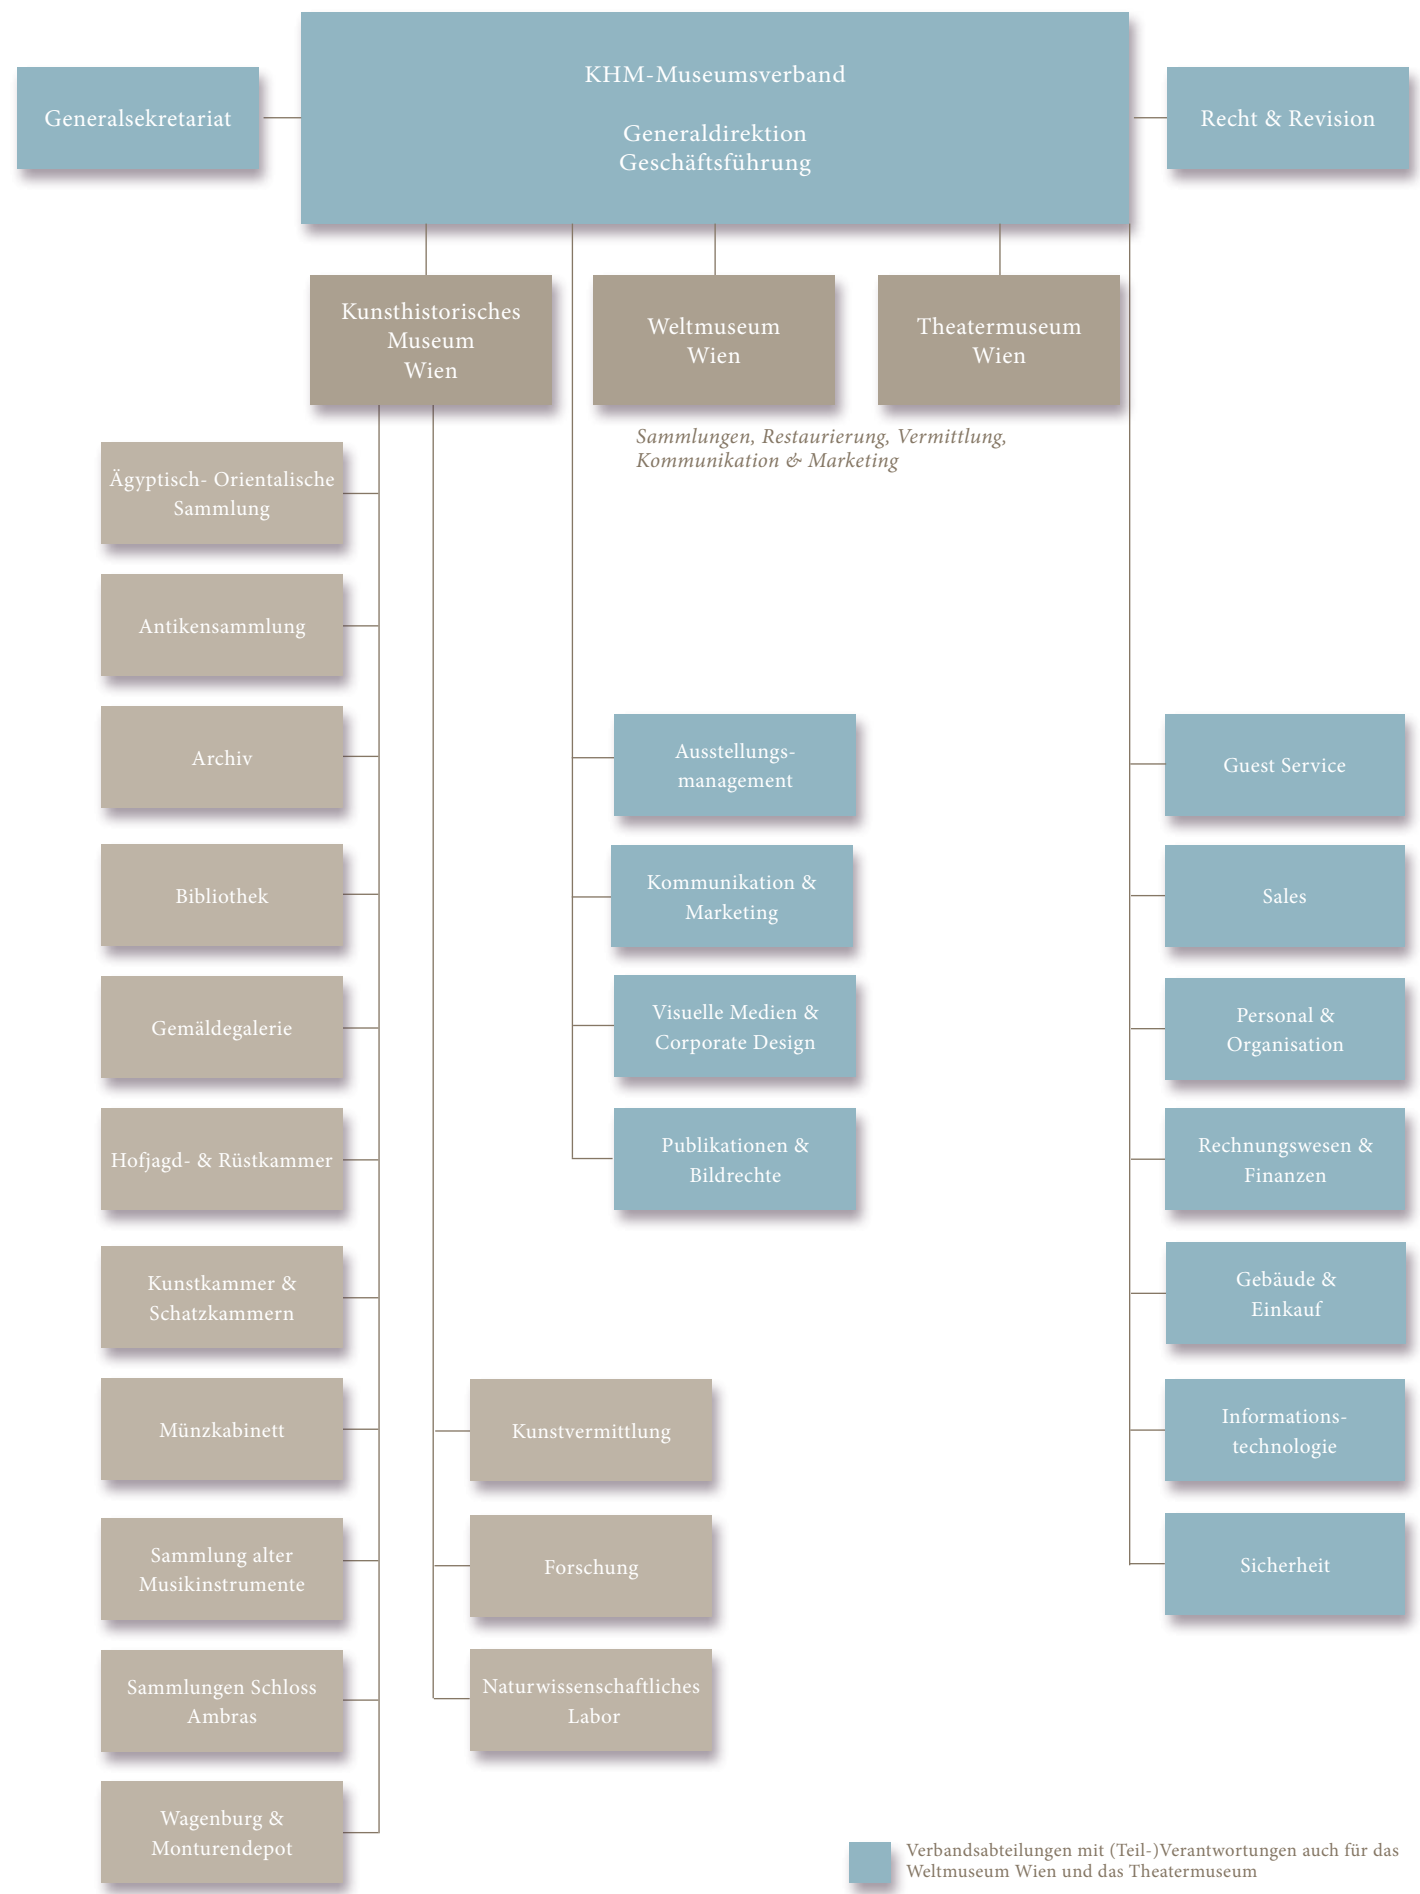 KHM-Museumsverband
Generaldirektion
Geschäftsführung
Generalsekretariat
Recht & Revision
Kunsthistorisches
Museum
Wien
Weltmuseum
Wien
Theatermuseum
Wien
Sammlungen, Restaurierung, Vermittlung,
Kommunikation & Marketing
Ägyptisch- Orientalische
Sammlung
Antikensammlung
Archiv
Bibliothek
Gemäldegalerie
Hofjagd- & Rüstkammer
Kunstkammer &
Schatzkammern
Münzkabinett
Sammlung alter
Musikinstrumente
Sammlungen Schloss
Ambras
Wagenburg &
Monturendepot
Kunstvermittlung
Forschung
Naturwissenschaftliches
Labor
Ausstellungs-
management
Kommunikation &
Marketing
Visuelle Medien &
Corporate Design
Publikationen &
Bildrechte
Guest Service
Sales
Personal &
Organisation
Rechnungswesen &
Finanzen
Gebäude &
Einkauf
Informations-
technologie
Sicherheit
Verbandsabteilungen mit (Teil-)Verantwortungen auch für das
Weltmuseum Wien und das Theatermuseum